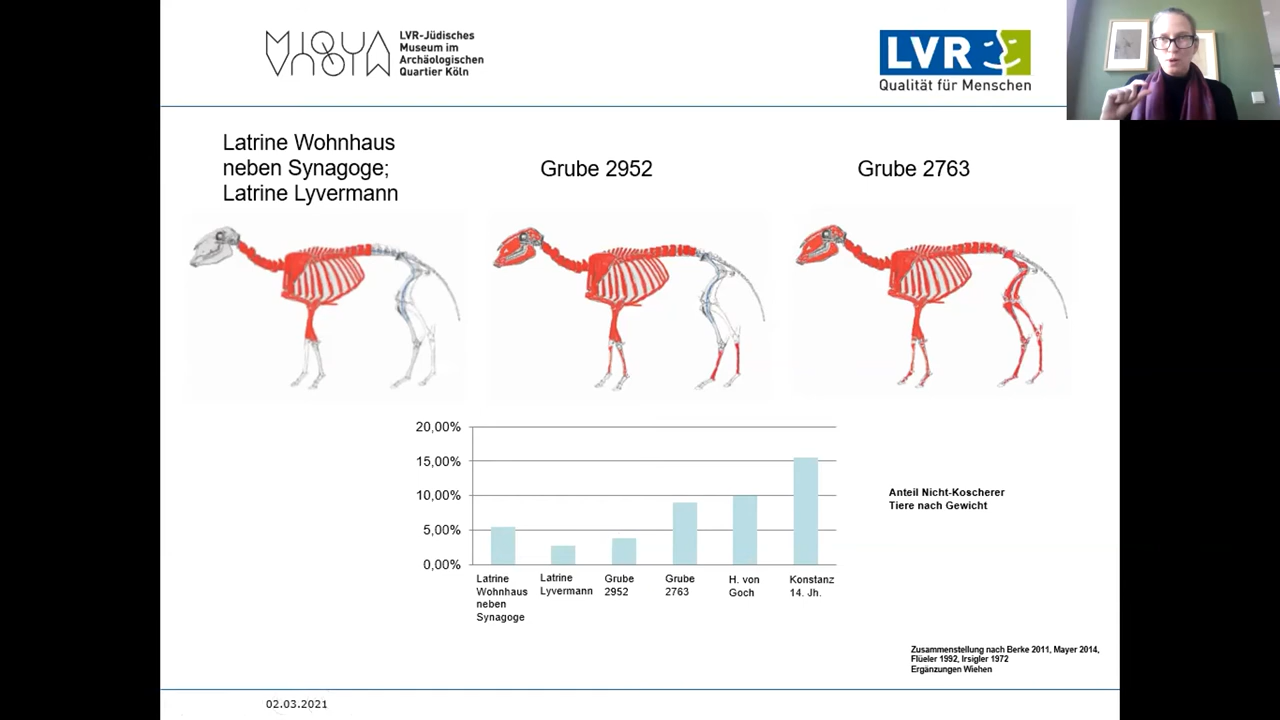 MIQUA
LVR-Jüdisches
Museum im
Archäologischen
Quartier Köln
LVR
Qualität für Menschen
Latrine Wohnhaus
neben Synagoge;
Latrine Lyvermann
Grube 2952
Grube 2763
20,00%
15,00%
10,00%
5,00%
0,00%
Latrine
Wohnhaus
neben
Synagoge
Latrine
Lyvermann
Grube
2952
Grube
2763
H. von
Goch
Konstanz
14. Jh.
Anteil Nicht-Koscherer
Tiere nach Gewicht
Zusammenstellung nach Berke 2011, Mayer 2014,
Flüeler 1992, Irsigler 1972
Ergänzungen Wiehen
02.03.2021